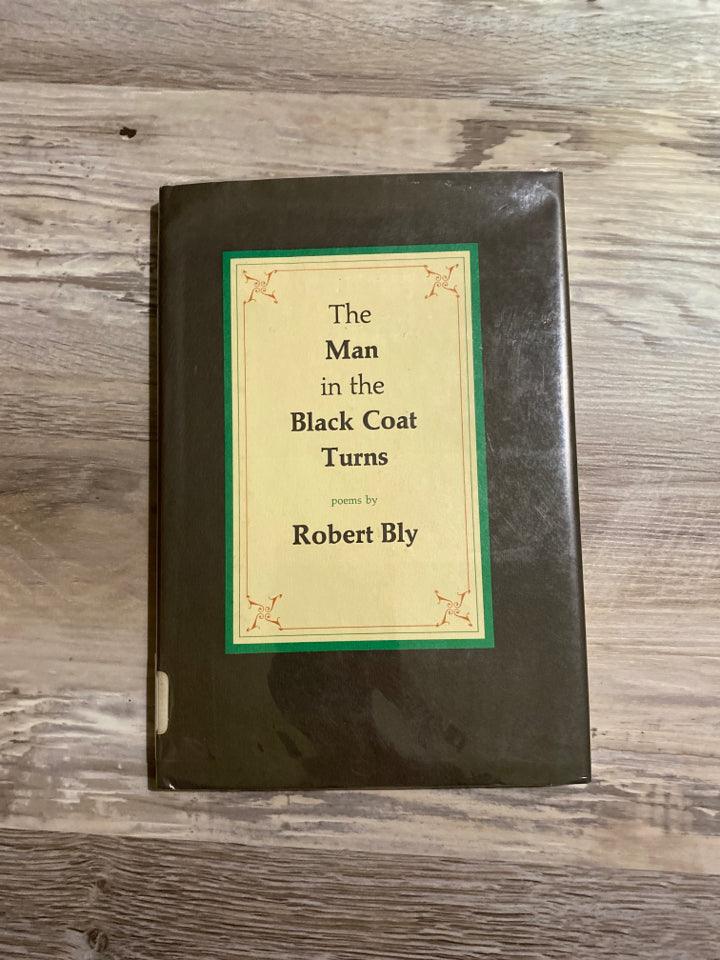 The
Man
in the
Black Coat
Turns
poems by
Robert Bly